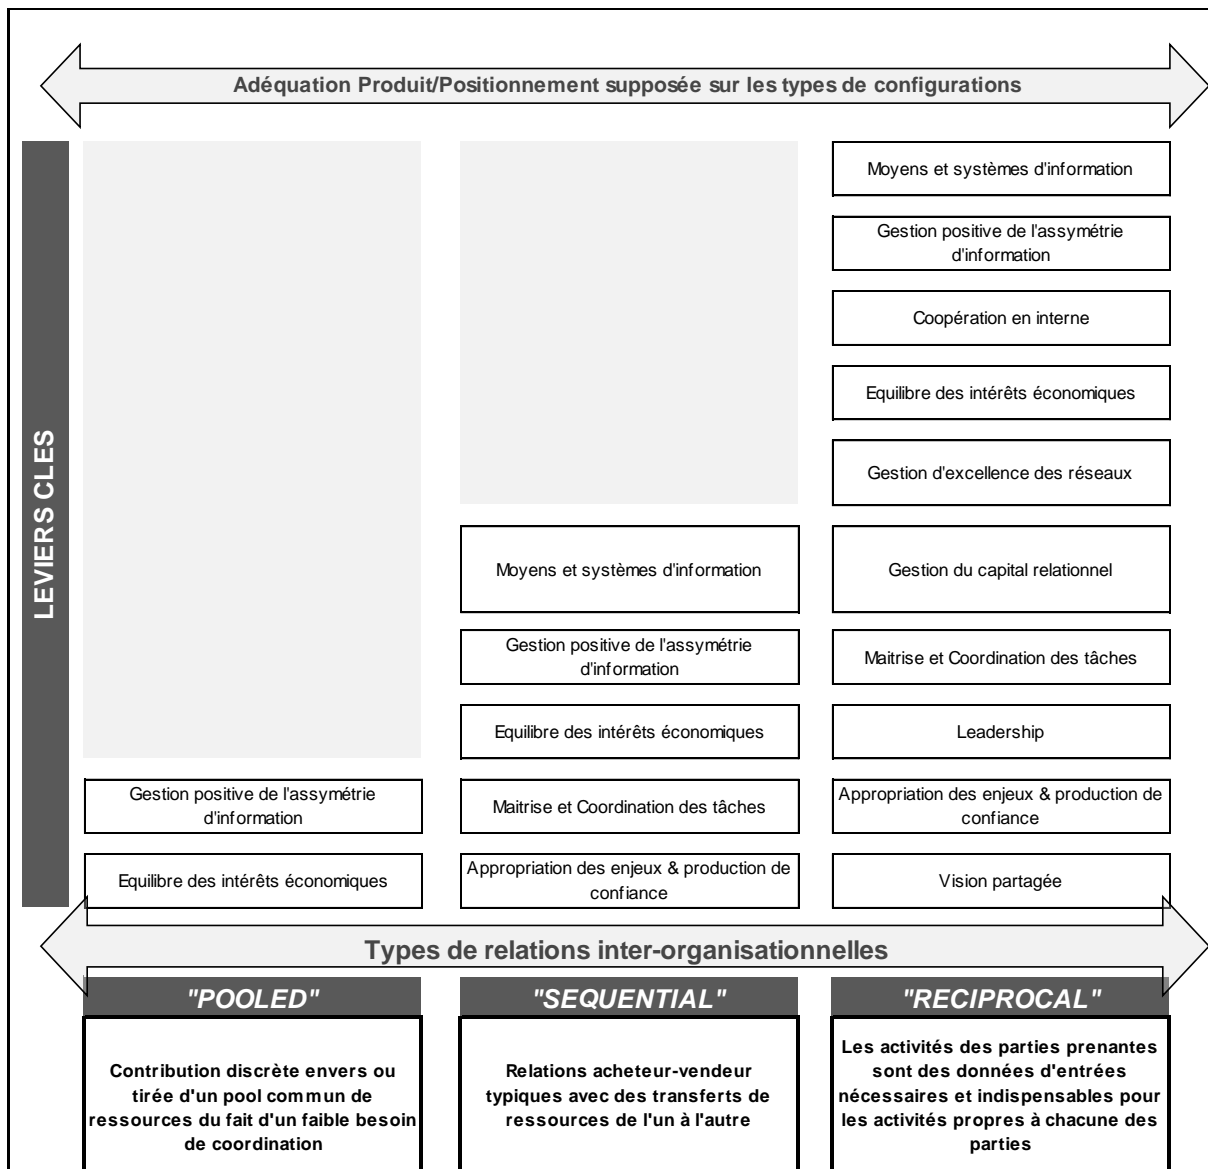 Adéquation Produit/Positionnement supposée sur les types de configurations
LEVIERS CLES
Moyens et systèmes d'information
Gestion positive de l'assymétrie
d'information
Coopération en interne
Equilibre des intérêts économiques
Gestion d'excellence des réseaux
Moyens et systèmes d'information
Gestion du capital relationnel
Gestion positive de l'assymétrie
d'information
Maitrise et Coordination des tâches
Equilibre des intérêts économiques
Leadership
Gestion positive de l'assymétrie
d'information
Maitrise et Coordination des tâches
Appropriation des enjeux & production de
confiance
Equilibre des intérêts économiques
Appropriation des enjeux & production de
confiance
Vision partagée
Types de relations inter-organisationnelles
"POOLED"
"SEQUENTIAL"
"RECIPROCAL"
Contribution discrète envers ou
tirée d'un pool commun de
ressources du fait d'un faible besoin
de coordination
Relations acheteur-vendeur
typiques avec des transferts de
ressources de l'un à l'autre
Les activités des parties prenantes
sont des données d'entrées
nécessaires et indispensables pour
les activités propres à chacune des
parties